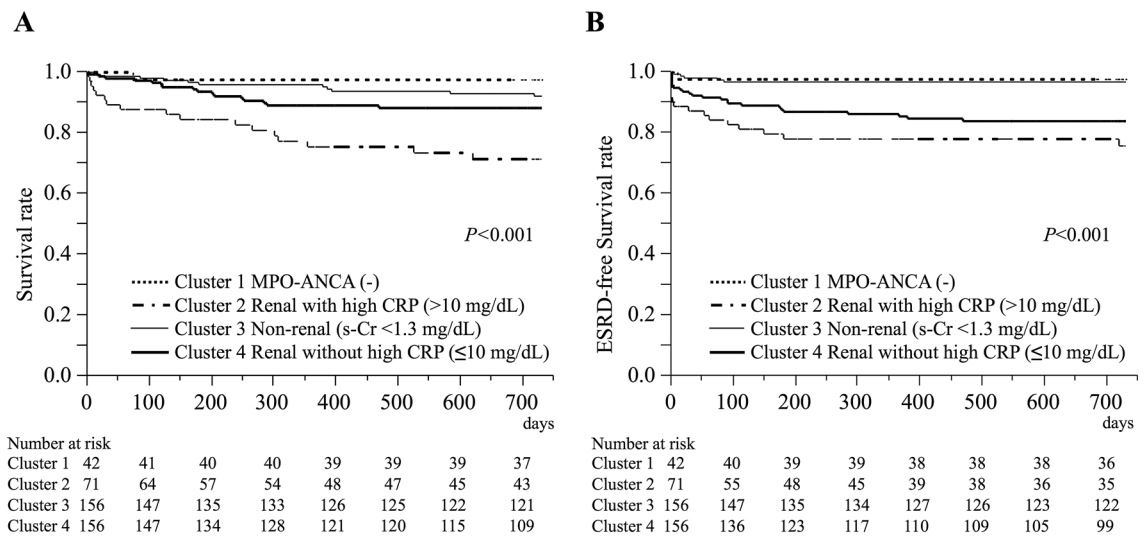 A
Survival rate
1.0
0.8
0.6
0.4
0.2
0.0
P<0.001
Cluster 1 MPO-ANCA (-)
Cluster 2 Renal with high CRP (>10 mg/dL)
Cluster 3 Non-renal (s-Cr <1.3 mg/dL)
Cluster 4 Renal without high CRP (≤10 mg/dL)
0 100 200 300 400 500 600 700
days
Number at risk
Cluster 1 42 41 40 40 39 39 39 37
Cluster 2 71 64 57 54 48 47 45 43
Cluster 3 156 147 135 133 126 125 122 121
Cluster 4 156 147 134 128 121 120 115 109
B
ESRD-free Survival rate
1.0
0.8
0.6
0.4
0.2
0.0
P<0.001
Cluster 1 MPO-ANCA (-)
Cluster 2 Renal with high CRP (>10 mg/dL)
Cluster 3 Non-renal (s-Cr <1.3 mg/dL)
Cluster 4 Renal without high CRP (≤10 mg/dL)
0 100 200 300 400 500 600 700
days
Number at risk
Cluster 1 42 40 39 39 38 38 38 36
Cluster 2 71 55 48 45 39 38 36 35
Cluster 3 156 147 135 134 127 126 123 122
Cluster 4 156 136 123 117 110 109 105 99